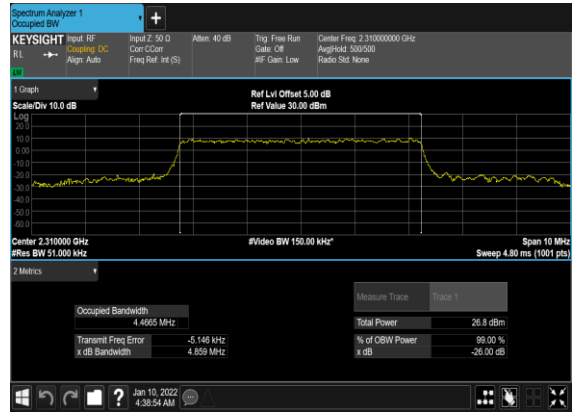 Spectrum Analyzer 1
Occupied BW
+
KEYSIGHT Input: RF Input Z: 50 Ω Atten: 40 dB Trig: Free Run Center Freq: 2.310000000 GHz
R L Coupling: DC Corr CCorr Gate: Off Avg|Hold: 500/500
Align: Auto Freq Ref: Int (S) #IF Gain: Low Radio Std: None
LW
1 Graph
Ref Lvl Offset 5.00 dB
Scale/Div 10.0 dB Ref Value 30.00 dBm
Log
20.0
10.0
0.00
-10.0
-20.0
-30.0
-40.0
-50.0
-60.0
Center 2.310000 GHz #Video BW 150.00 kHz* Span 10 MHz
#Res BW 51.000 kHz Sweep 4.80 ms (1001 pts)
2 Metrics
Measure Trace Trace 1
Occupied Bandwidth
4.4665 MHz Total Power 26.8 dBm
Transmit Freq Error -5.146 kHz % of OBW Power 99.00 %
x dB Bandwidth 4.859 MHz x dB -26.00 dB
? Jan 10, 2022
4:38:54 AM